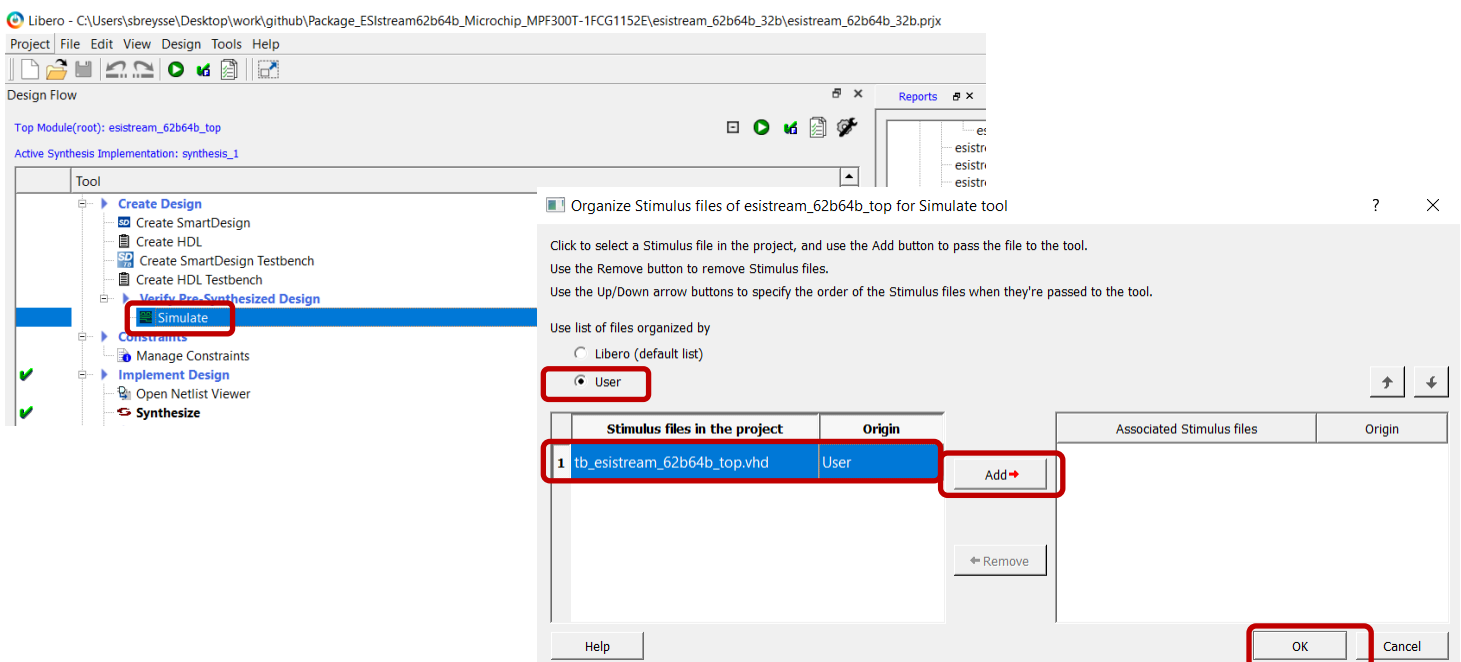 Libero - C:\Users\sbreysse\Desktop\work\github\Package_ESIstream62b64b_Microchip_MPF300T-1FCG1152E\esistream_62b64b_32b\esistream_62b64b_32b.prjx
Project File Edit View Design Tools Help
Design Flow
Reports
Top Module(root): esistream_62b64b_top
Active Synthesis Implementation: synthesis_1
es
esistre
esistr
esistr
Tool
Create Design
Create SmartDesign
Create HDL
Create SmartDesign Testbench
Create HDL Testbench
Verify Pre-Synthesized Design
Simulate
Constraints
Manage Constraints
Implement Design
Open Netlist Viewer
Synthesize
Organize Stimulus files of esistream_62b64b_top for Simulate tool
?
Click to select a Stimulus file in the project, and use the Add button to pass the file to the tool.
Use the Remove button to remove Stimulus files.
Use the Up/Down arrow buttons to specify the order of the Stimulus files when they're passed to the tool.
Use list of files organized by
Libero (default list)
User
Stimulus files in the project Origin
1 tb_esistream_62b64b_top.vhd User
Add
Remove
Associated Stimulus files Origin
Help
OK
Cancel